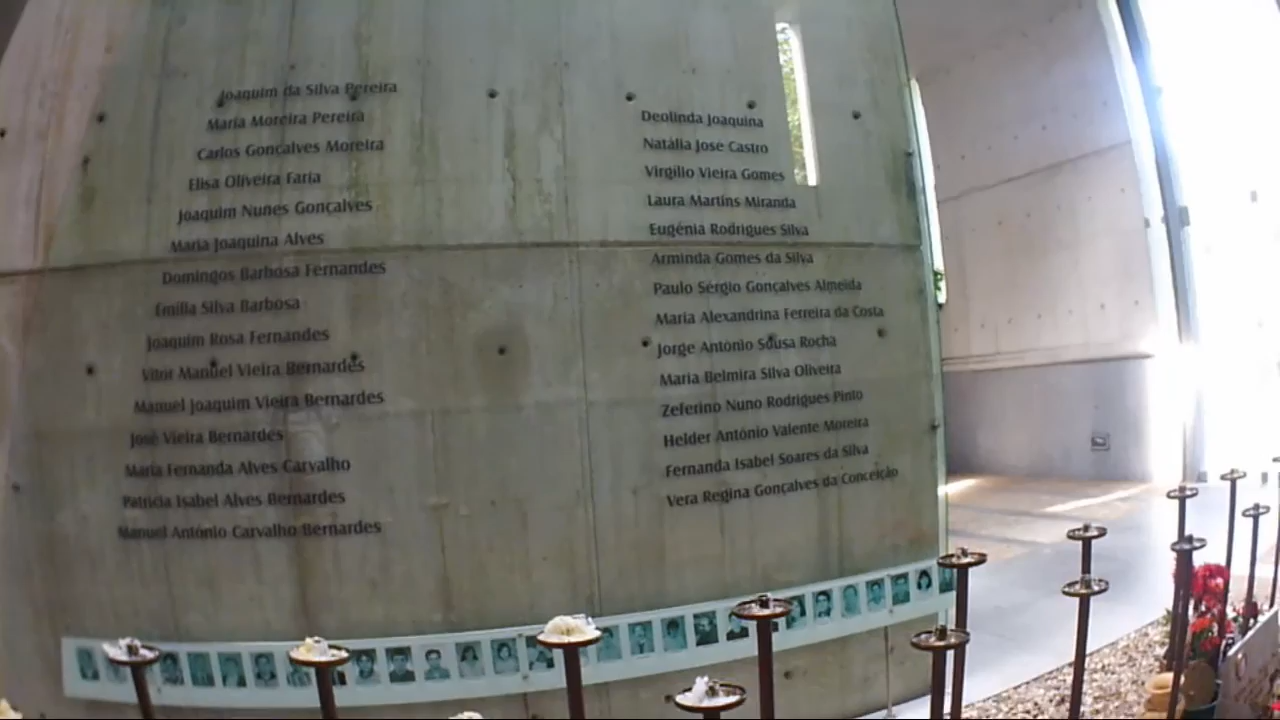 Joaquim da Silva Pereira
Maria Moreira Pereira
Carlos Gonçalves Moreira
Elisa Oliveira Faria
Joaquim Nunes Gonçalves
Maria Joaquina Alves
Domingos Barbosa Fernandes
Emília Silva Barbosa
Joaquim Rosa Fernandes
Vitor Manuel Vieira Bernardes
Manuel Joaquim Vieira Bernardes
José Vieira Bernardes
Maria Fernanda Alves Carvalho
Patrícia Isabel Alves Bernardes
Manuel António Carvalho Bernardes
Deolinda Joaquina
Natália José Castro
Virgílio Vieira Gomes
Laura Martins Miranda
Eugénia Rodrigues Silva
Arminda Gomes da Silva
Paulo Sérgio Gonçalves Almeida
Maria Alexandrina Ferreira da Costa
Jorge António Sousa Rocha
Maria Belmira Silva Oliveira
Zeferino Nuno Rodrigues Pinto
Helder António Valente Moreira
Fernanda Isabel Soares da Silva
Vera Regina Gonçalves da Conceição